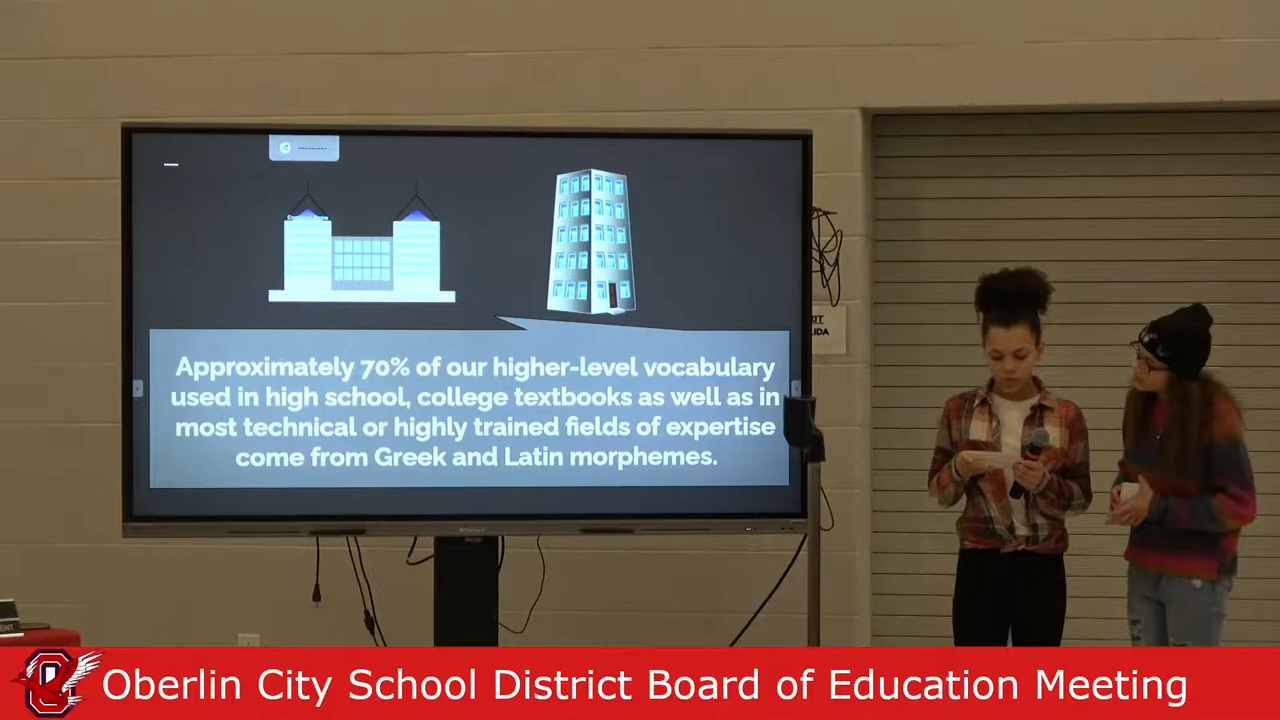 Approximately 70% of our higher-level vocabulary
used in high school, college textbooks as well as in
most technical or highly trained fields of expertise
come from Greek and Latin morphemes.
Oberlin City School District Board of Education Meeting